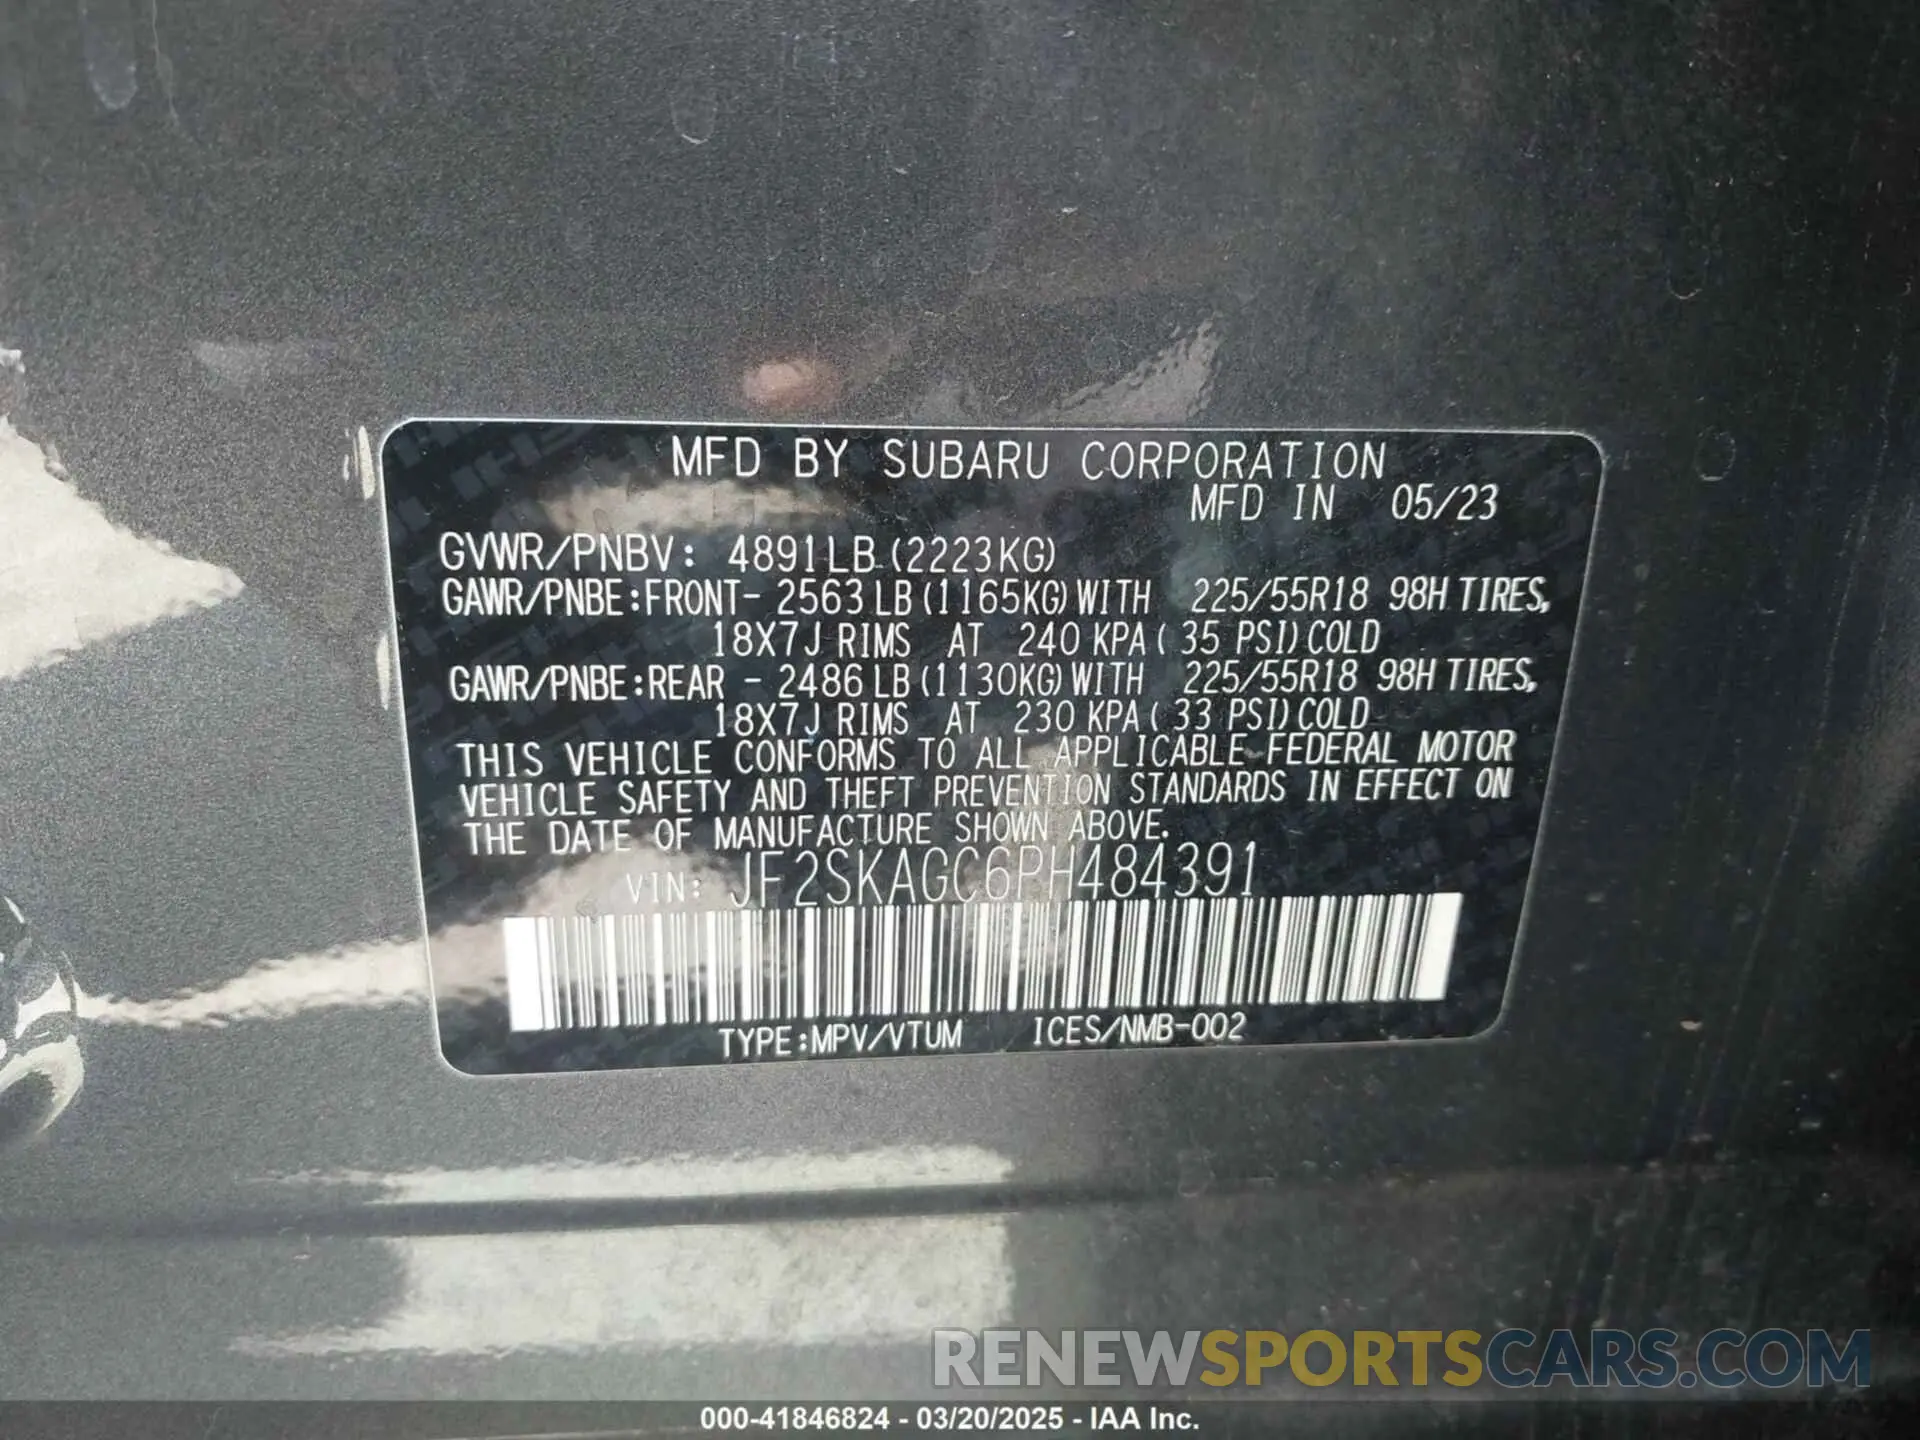 MFD BY SUBARU CORPORATION
MFD IN 05/23
GVWR/PNBV: 4891LB (2223KG)
GAWR/PNBE:FRONT- 2563 LB (1165KG) WITH 225/55R18 98H TIRES,
18X7J RIMS AT 240 KPA ( 35 PSI) COLD
GAWR/PNBE:REAR - 2486 LB (1130KG) WITH 225/55R18 98H TIRES,
18X7J RIMS AT 230 KPA ( 33 PSI) COLD
THIS VEHICLE CONFORMS TO ALL APPLICABLE FEDERAL MOTOR
VEHICLE SAFETY AND THEFT PREVENTION STANDARDS IN EFFECT ON
THE DATE OF MANUFACTURE SHOWN ABOVE.
VIN: JF2SKAGC6PH484391
TYPE:MPV/VTUM ICES/NMB-002
RENEWSPORTSCARS.COM
000-41846824 - 03/20/2025 - IAA Inc.